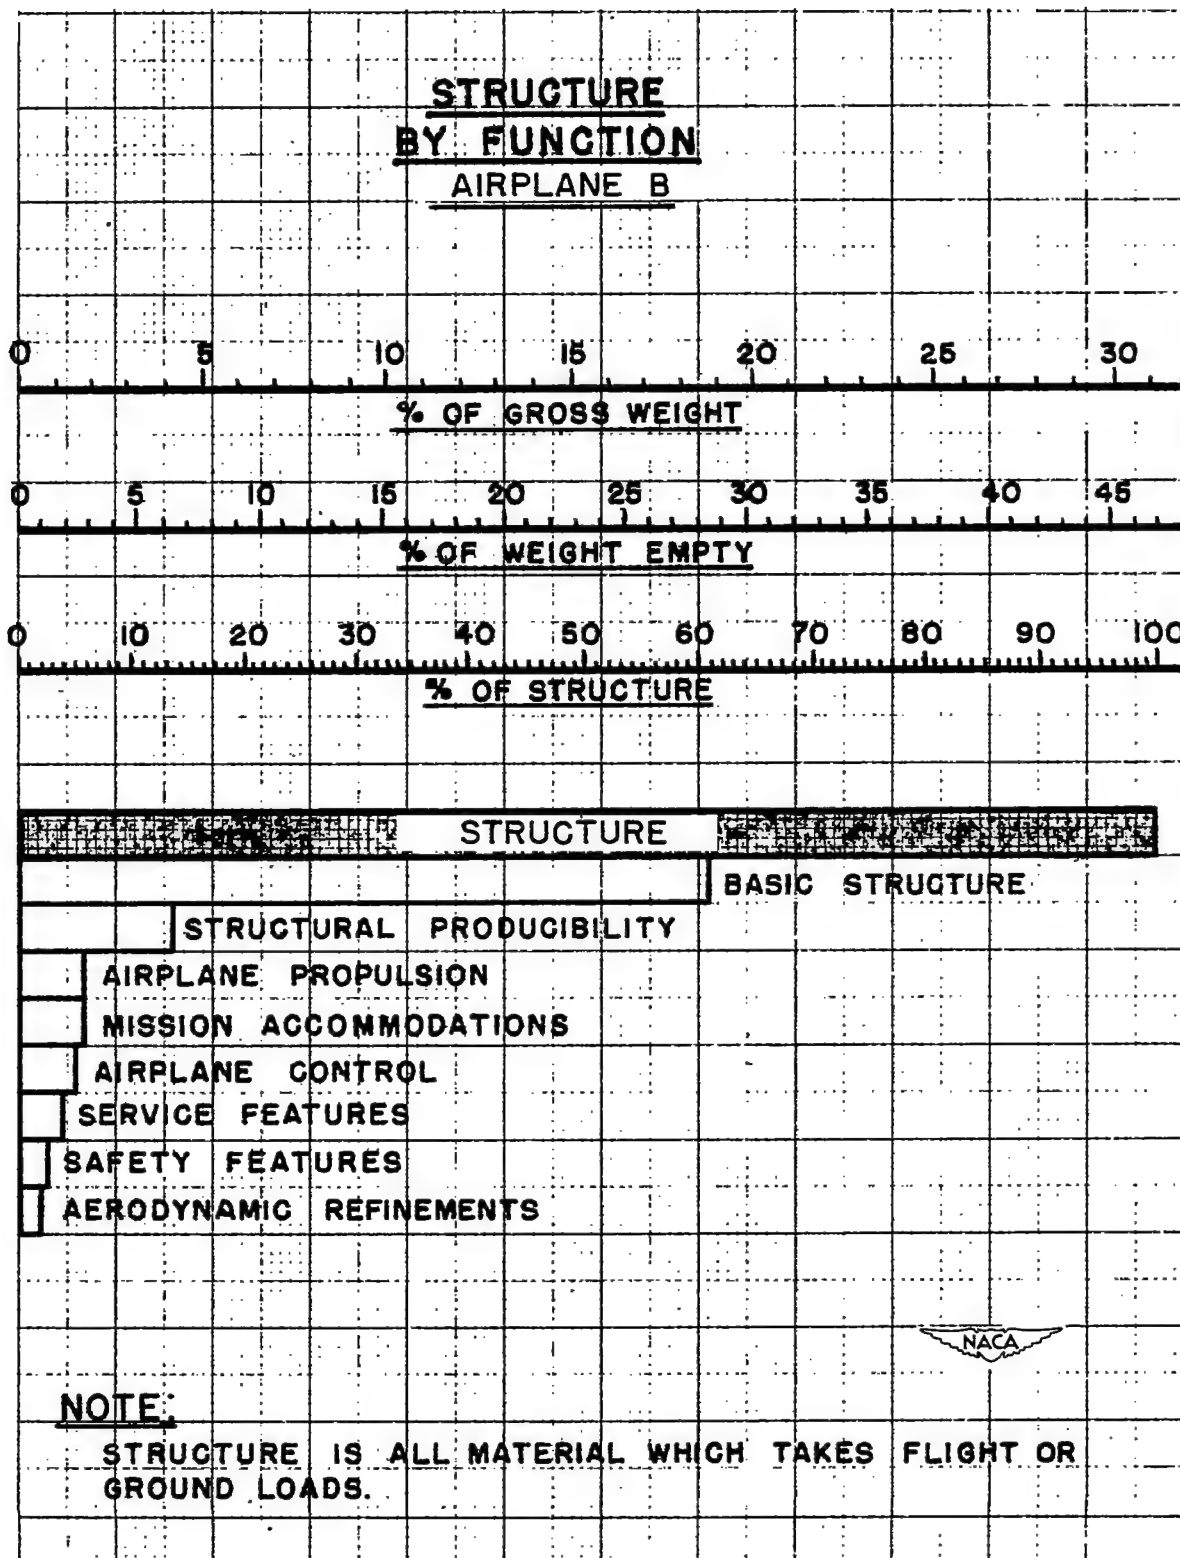 STRUCTURE
BY FUNCTION
AIRPLANE B
0 5 10 15 20 25 30
% OF GROSS WEIGHT
0 5 10 15 20 25 30 35 40 45
% OF WEIGHT EMPTY
0 10 20 30 40 50 60 70 80 90 100
% OF STRUCTURE
STRUCTURE
BASIC STRUCTURE
STRUCTURAL PRODUCIBILITY
AIRPLANE PROPULSION
MISSION ACCOMMODATIONS
AIRPLANE CONTROL
SERVICE FEATURES
SAFETY FEATURES
AERODYNAMIC REFINEMENTS
NACA
NOTE:
STRUCTURE IS ALL MATERIAL WHICH TAKES FLIGHT OR
GROUND LOADS.